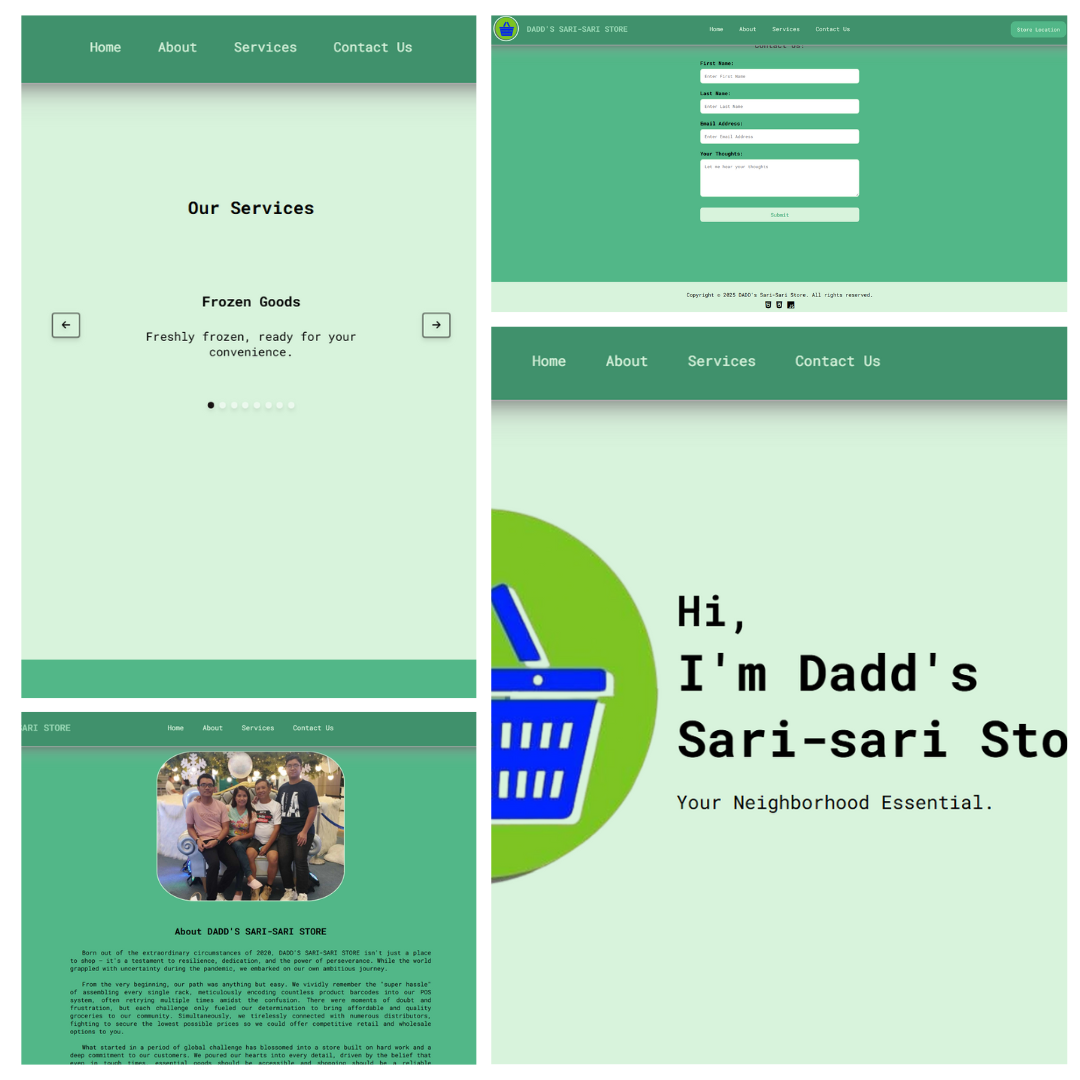 Home About Services Contact Us
Our Services
Frozen Goods
Freshly frozen, ready for your
convenience.
DADD'S SARI-SARI STORE Home About Services Contact Us Store Location
Contact Us!
First Name:
Enter First Name
Last Name:
Enter Last Name
Email Address:
Enter Email Address
Your Thoughts:
Let me hear your thoughts
Submit
Copyright © 2025 DADD's Sari-Sari Store. All rights reserved.
Home About Services Contact Us
Hi,
I'm Dadd's
Sari-sari Sto
Your Neighborhood Essential.
ARI STORE Home About Services Contact Us
About DADD'S SARI-SARI STORE
Born out of the extraordinary circumstances of 2020, DADD'S SARI-SARI STORE isn't just a place
to shop – it's a testament to resilience, dedication, and the power of perseverance. While the world
grappled with uncertainty during the pandemic, we embarked on our own ambitious journey.
From the very beginning, our path was anything but easy. We vividly remember the "super hassle"
of assembling every single rack, meticulously encoding countless product barcodes into our POS
system, often retrying multiple times amidst the confusion. There were moments of doubt and
frustration, but each challenge only fueled our determination to bring affordable and quality
groceries to our community. Simultaneously, we tirelessly connected with numerous distributors,
fighting to secure the lowest possible prices so we could offer competitive retail and wholesale
options to you.
What started in a period of global challenge has blossomed into a store built on hard work and a
deep commitment to our customers. We poured our hearts into every detail, driven by the belief that
even in tough times, essential goods should be accessible and shopping should be a reliable